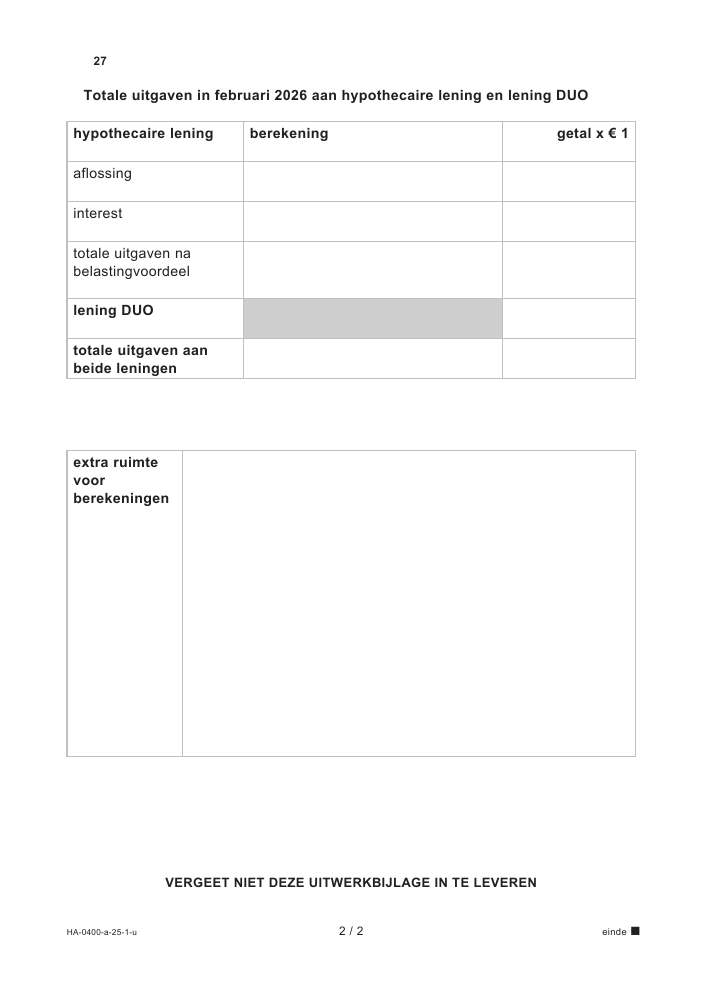 27
Totale uitgaven in februari 2026 aan hypothecaire lening en lening DUO
hypothecaire lening berekening getal x € 1
aflossing
interest
totale uitgaven na
belastingvoordeel
lening DUO
totale uitgaven aan
beide leningen
extra ruimte
voor
berekeningen
VERGEET NIET DEZE UITWERKBIJLAGE IN TE LEVEREN
HA-0400-a-25-1-u 2 / 2 einde ■